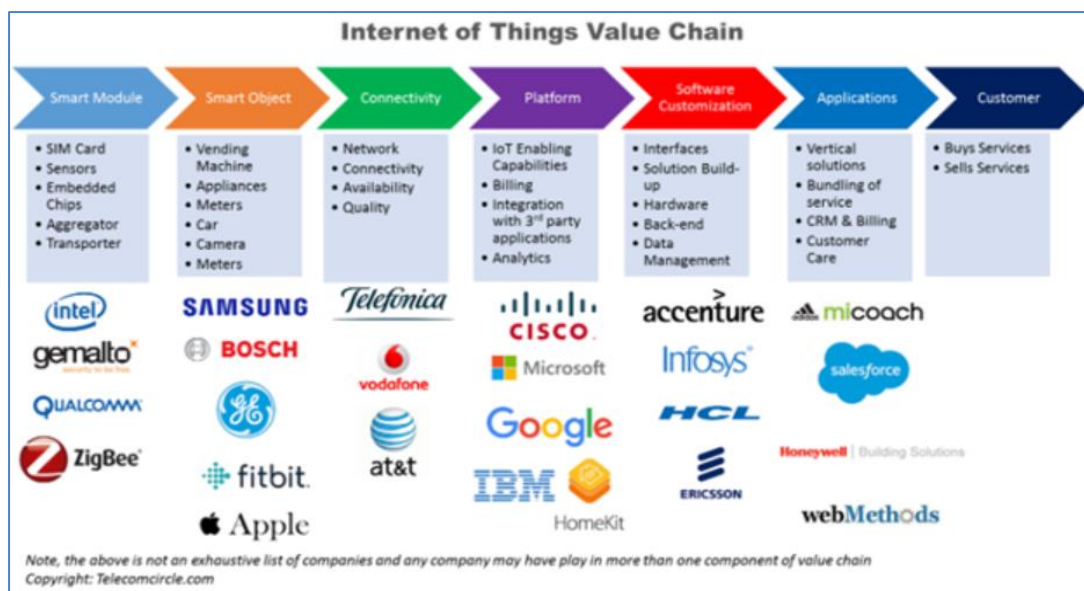 Internet of Things Value Chain
Smart Module
Smart Object
Connectivity
Platform
Software
Customization
Applications
Customer
• SIM Card
• Sensors
• Embedded
Chips
• Aggregator
• Transporter
• Vending
Machine
• Appliances
• Meters
• Car
• Camera
• Meters
• Network
• Connectivity
• Availability
• Quality
• IoT Enabling
Capabilities
• Billing
• Integration
with 3rd party
applications
• Analytics
• Interfaces
• Solution Build-
up
• Hardware
• Back-end
• Data
Management
• Vertical
solutions
• Bundling of
service
• CRM & Billing
• Customer
Care
• Buys Services
• Sells Services
intel
gemalto
security to be free
QUALCOMM
ZigBee
SAMSUNG
BOSCH
GE
fitbit.
Apple
Telefónica
vodafone
at&t
CISCO
Microsoft
Google
IBM
HomeKit
accenture
Infosys
HCL
ERICSSON
adidas
micoach
salesforce
Honeywell | Building Solutions
webMethods
Note, the above is not an exhaustive list of companies and any company may have play in more than one component of value chain
Copyright: Telecomcircle.com